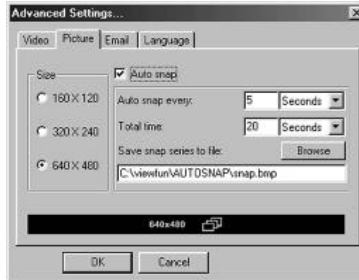 Advanced Settings...
Video Picture Email Language
Size
Auto snap
160 X 120
320 X 240
640 X 480
Auto snap every: 5 Seconds
Total time: 20 Seconds
Save snap series to file: Browse
C:\viewfun\AUTOSNAP\snap.bmp
640x480
OK Cancel